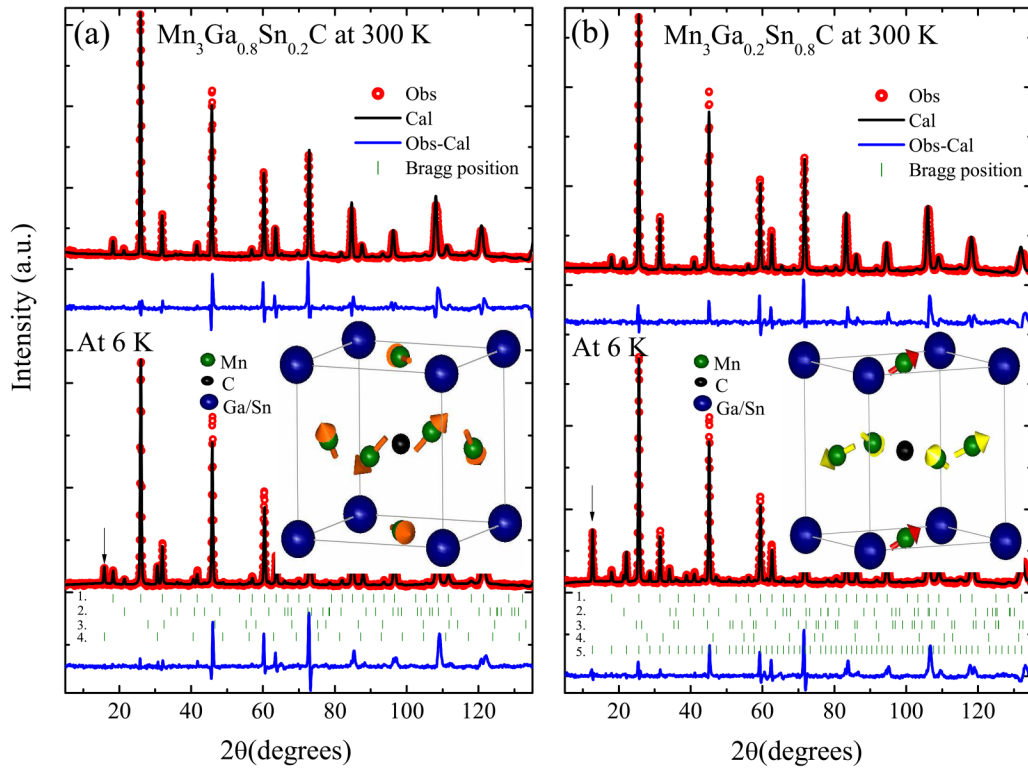 (a)
Mn₃Ga₀.₈Sn₀.₂C at 300 K
Obs
Cal
Obs-Cal
Bragg position
At 6 K
Mn
C
Ga/Sn
1.
2.
3.
4.
20 40 60 80 100 120
2θ(degrees)
Intensity (a.u.)
(b)
Mn₃Ga₀.₂Sn₀.₈C at 300 K
Obs
Cal
Obs-Cal
Bragg position
At 6 K
Mn
C
Ga/Sn
1.
2.
3.
4.
5.
20 40 60 80 100 120
2θ(degrees)